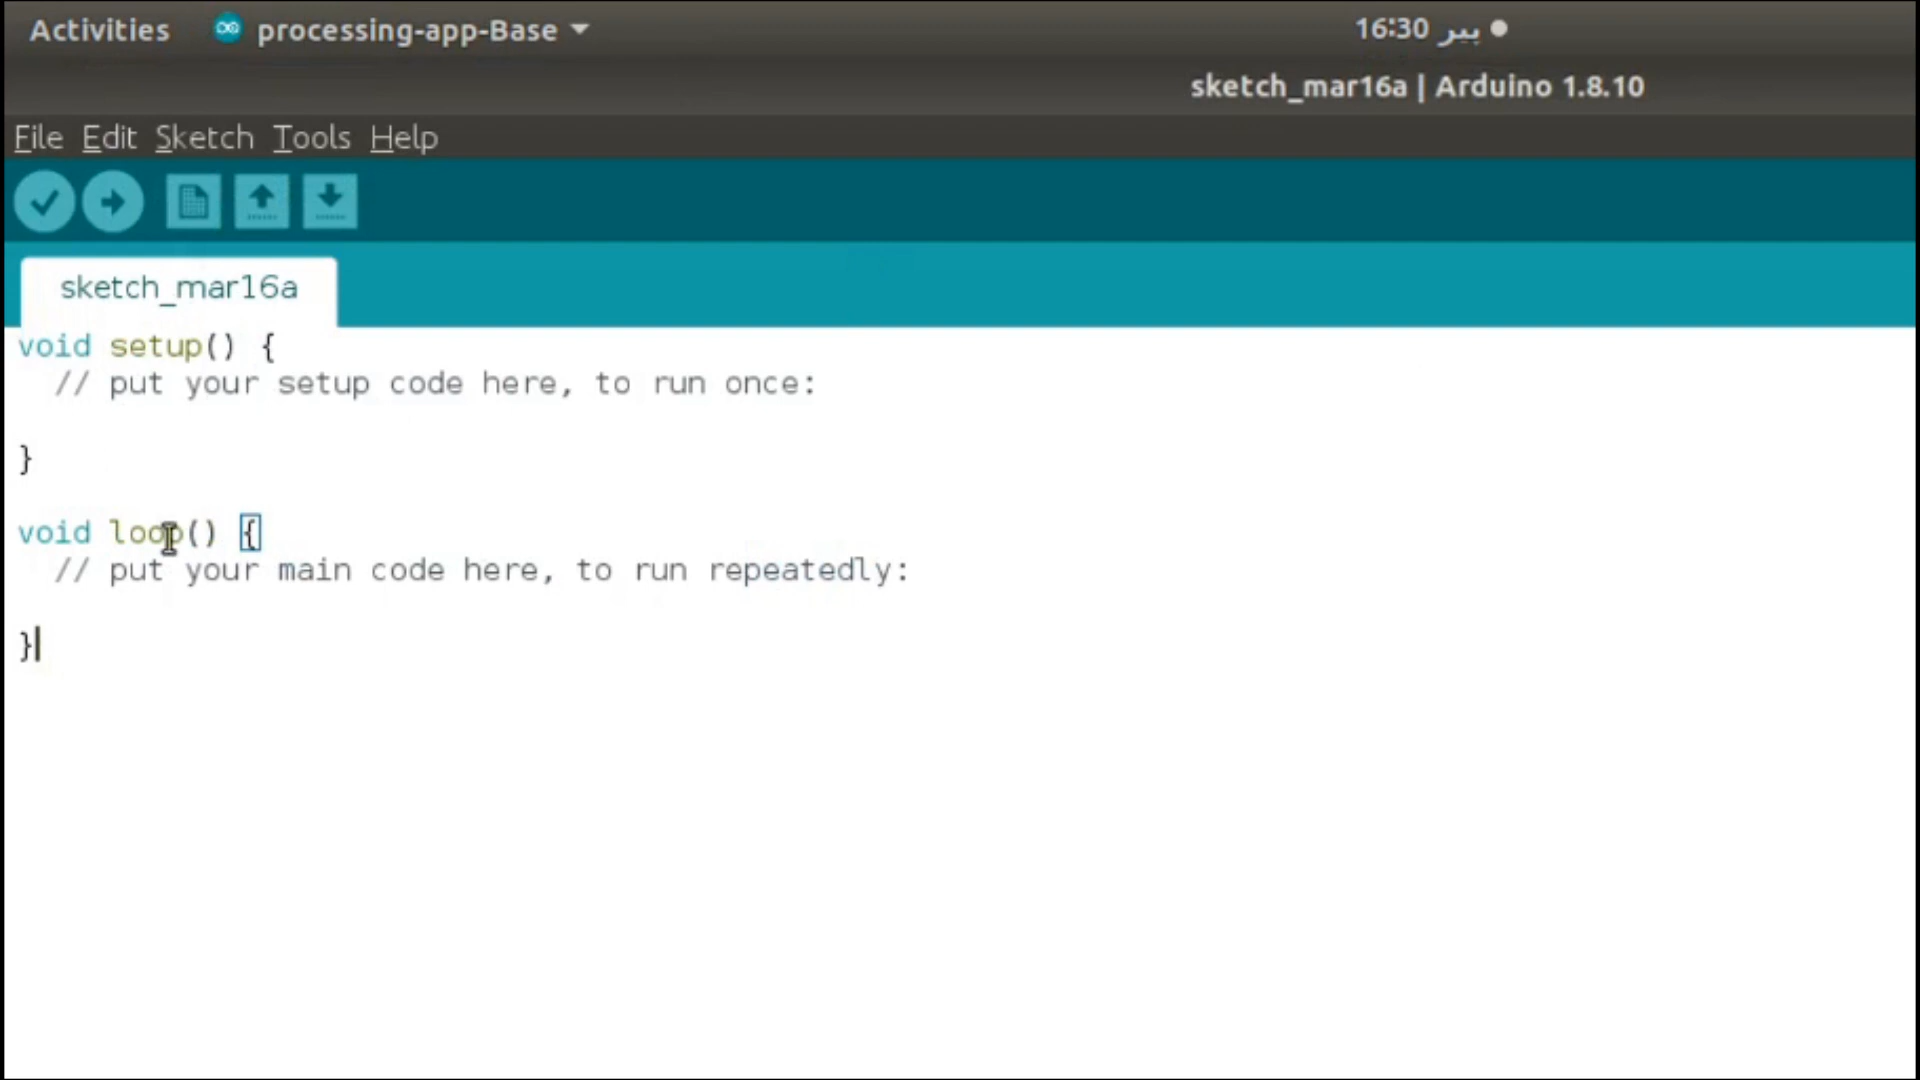 Activities processing-app-Base 16:30 پیر
sketch_mar16a | Arduino 1.8.10
File Edit Sketch Tools Help
sketch_mar16a
void setup() {
  // put your setup code here, to run once:
}
void loop() {
  // put your main code here, to run repeatedly:
}